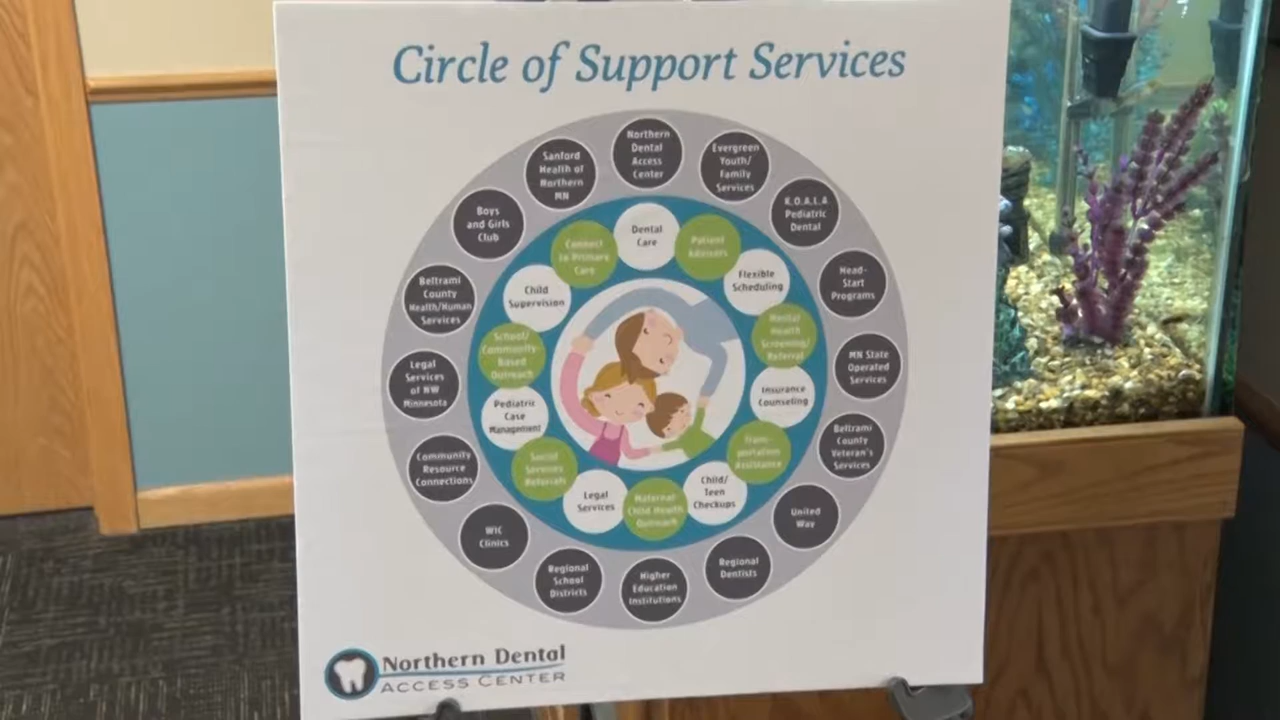 Circle of Support Services
Northern
Dental
Access
Center
Evergreen
Youth/
Family
Services
K.O.A.L.A
Pediatric
Dental
Head-
Start
Programs
MN State
Operated
Services
Beltrami
County
Veteran's
Services
United
Way
Regional
Dentists
Higher
Education
Institutions
Regional
School
Districts
WIC
Clinics
Community
Resource
Connections
Legal
Services
of NW
Minnesota
Beltrami
County
Health/Human
Services
Boys
and Girls
Club
Sanford
Health of
Northern
MN
Dental
Care
Patient
Advisors
Flexible
Scheduling
Mental
Health
Screening/
Referral
Insurance
Counseling
Trans-
portation
Assistance
Child/
Teen
Checkups
Maternal
Child Health
Outreach
Legal
Services
Social
Services
Referrals
Pediatric
Case
Management
School/
Community-
Based
Outreach
Child
Supervision
Connect
to Primary
Care
Northern Dental
ACCESS CENTER